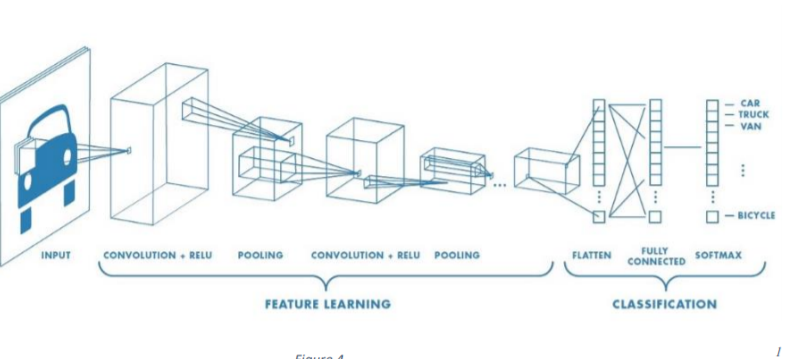 CAR
TRUCK
VAN
BICYCLE
INPUT
CONVOLUTION + RELU
POOLING
CONVOLUTION + RELU
POOLING
FLATTEN
FULLY
CONNECTED
SOFTMAX
FEATURE LEARNING
CLASSIFICATION
Figure 4